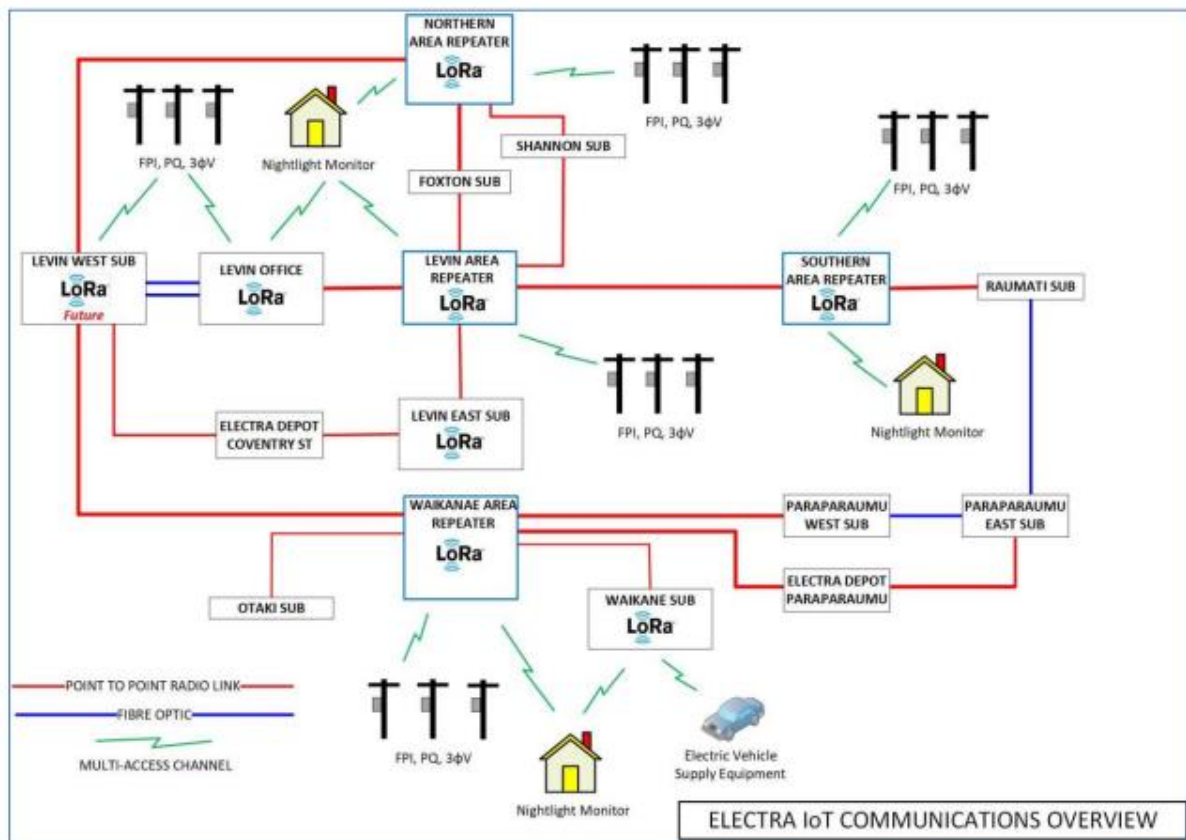 NORTHERN
AREA REPEATER
LoRa
FPI, PQ, 3ϕV
Nightlight Monitor
FPI, PQ, 3ϕV
SHANNON SUB
FOXTON SUB
FPI, PQ, 3ϕV
LEVIN WEST SUB
LoRa
Future
LEVIN OFFICE
LoRa
LEVIN AREA
REPEATER
LoRa
SOUTHERN
AREA REPEATER
LoRa
RAUMATI SUB
FPI, PQ, 3ϕV
Nightlight Monitor
ELECTRA DEPOT
COVENTRY ST
LEVIN EAST SUB
LoRa
WAIKANAE AREA
REPEATER
LoRa
PARAPARAUMU
WEST SUB
PARAPARAUMU
EAST SUB
ELECTRA DEPOT
PARAPARAUMU
OTAKI SUB
WAIKANE SUB
LoRa
POINT TO POINT RADIO LINK
FIBRE OPTIC
MULTI-ACCESS CHANNEL
FPI, PQ, 3ϕV
Nightlight Monitor
Electric Vehicle
Supply Equipment
ELECTRA IoT COMMUNICATIONS OVERVIEW